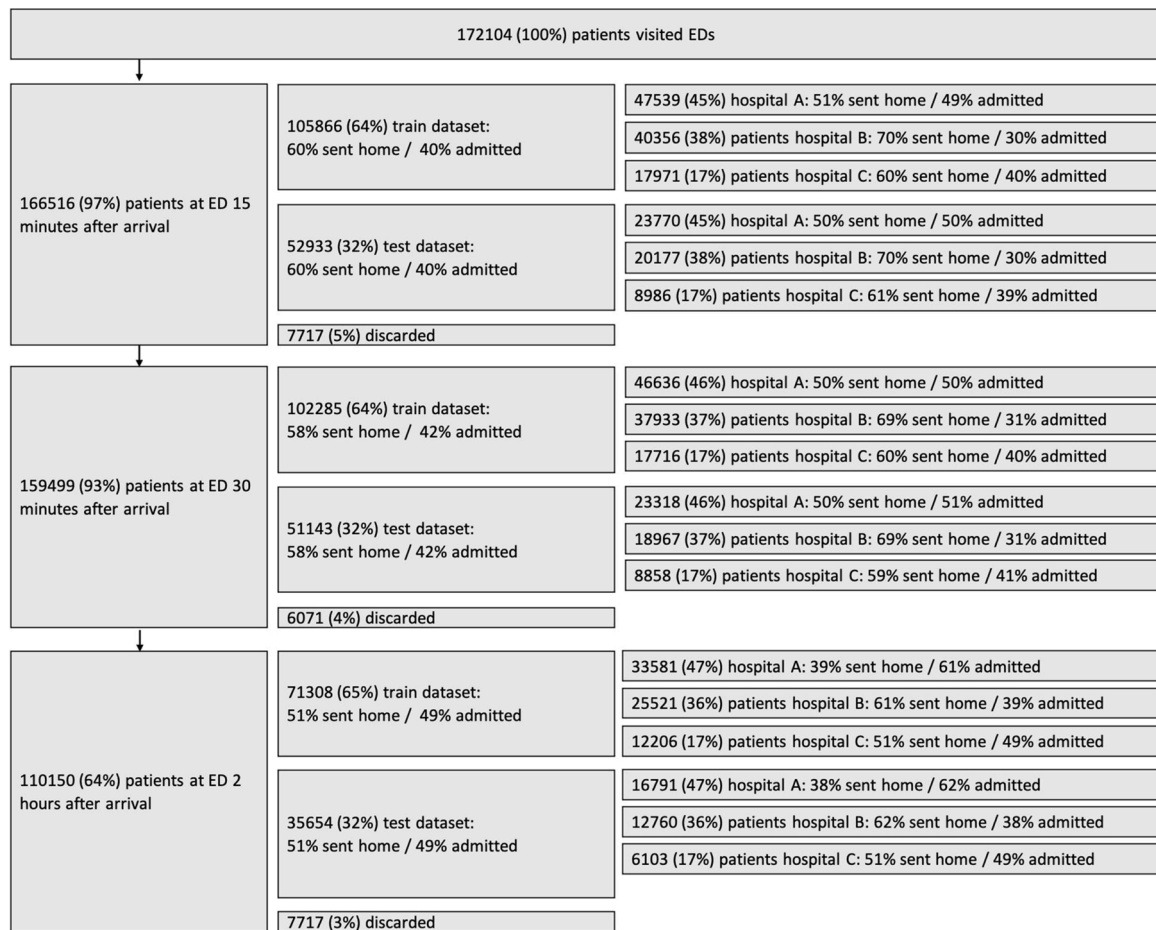 172104 (100%) patients visited EDs
166516 (97%) patients at ED 15
minutes after arrival
105866 (64%) train dataset:
60% sent home / 40% admitted
47539 (45%) hospital A: 51% sent home / 49% admitted
40356 (38%) patients hospital B: 70% sent home / 30% admitted
17971 (17%) patients hospital C: 60% sent home / 40% admitted
52933 (32%) test dataset:
60% sent home / 40% admitted
23770 (45%) hospital A: 50% sent home / 50% admitted
20177 (38%) patients hospital B: 70% sent home / 30% admitted
8986 (17%) patients hospital C: 61% sent home / 39% admitted
7717 (5%) discarded
159499 (93%) patients at ED 30
minutes after arrival
102285 (64%) train dataset:
58% sent home / 42% admitted
46636 (46%) hospital A: 50% sent home / 50% admitted
37933 (37%) patients hospital B: 69% sent home / 31% admitted
17716 (17%) patients hospital C: 60% sent home / 40% admitted
51143 (32%) test dataset:
58% sent home / 42% admitted
23318 (46%) hospital A: 50% sent home / 51% admitted
18967 (37%) patients hospital B: 69% sent home / 31% admitted
8858 (17%) patients hospital C: 59% sent home / 41% admitted
6071 (4%) discarded
110150 (64%) patients at ED 2
hours after arrival
71308 (65%) train dataset:
51% sent home / 49% admitted
33581 (47%) hospital A: 39% sent home / 61% admitted
25521 (36%) patients hospital B: 61% sent home / 39% admitted
12206 (17%) patients hospital C: 51% sent home / 49% admitted
35654 (32%) test dataset:
51% sent home / 49% admitted
16791 (47%) hospital A: 38% sent home / 62% admitted
12760 (36%) patients hospital B: 62% sent home / 38% admitted
6103 (17%) patients hospital C: 51% sent home / 49% admitted
7717 (3%) discarded